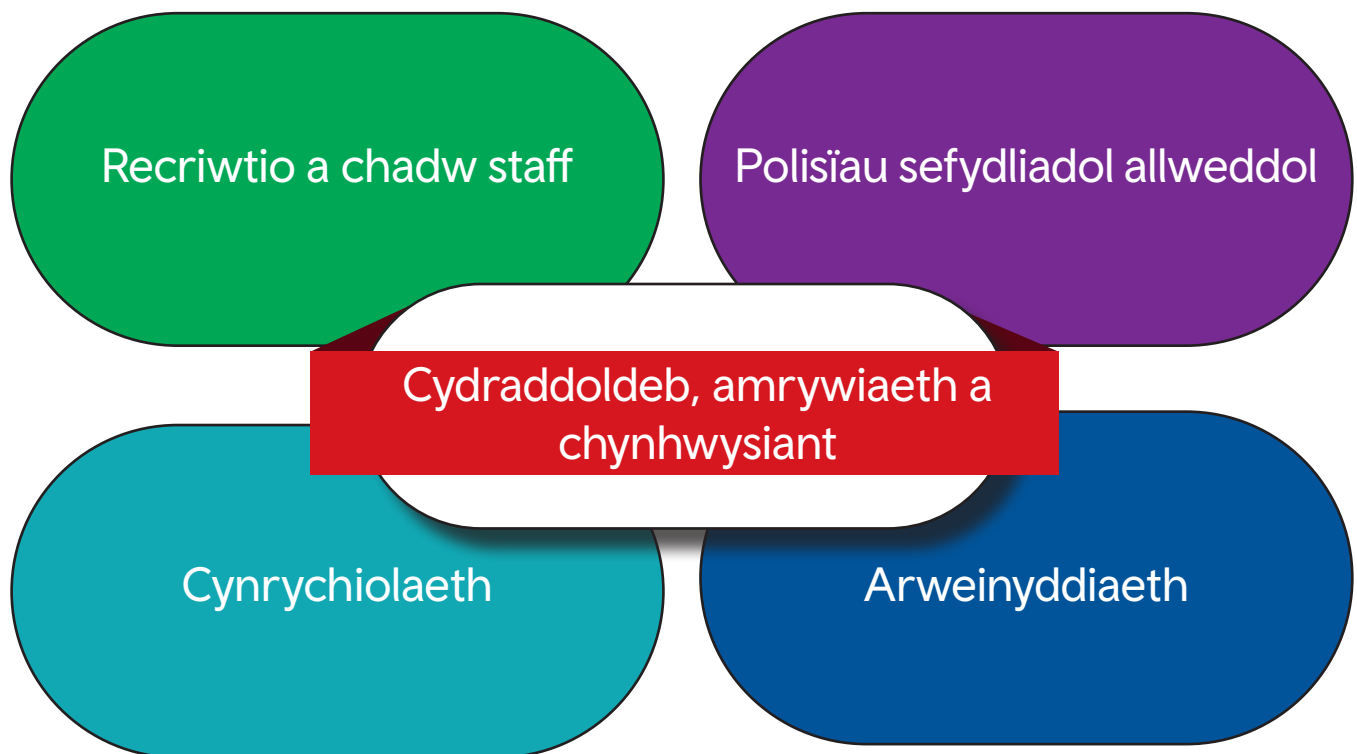 Recriwtio a chadw staff
Polisïau sefydliadol allweddol
Cydraddoldeb, amrywiaeth a
chynhwysiant
Cynrychiolaeth
Arweinyddiaeth